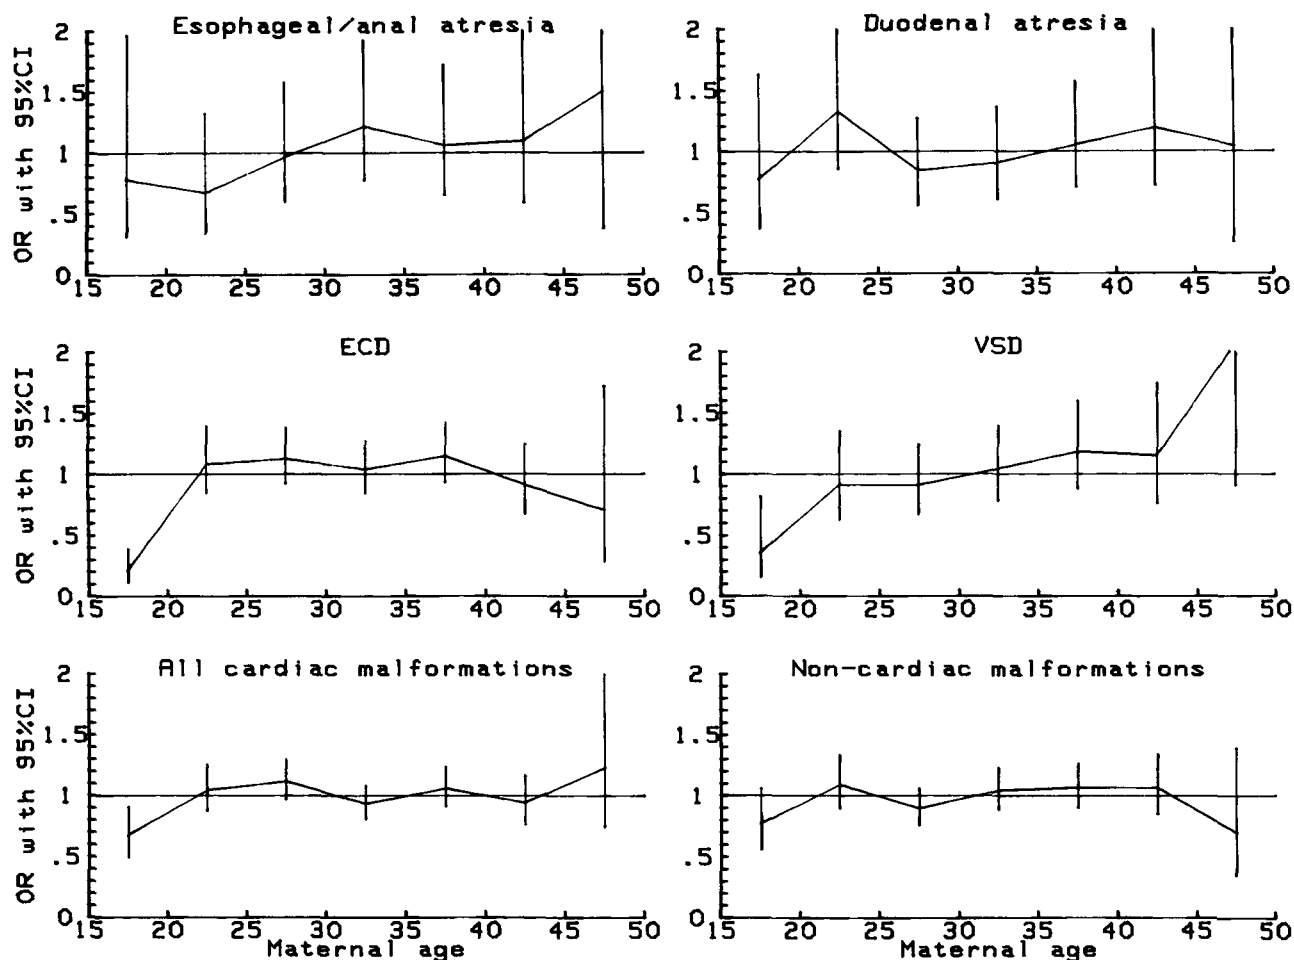 Esophageal/anal atresia
OR with 95%CI
2
1.5
1
.5
0
15 20 25 30 35 40 45 50
Duodenal atresia
2
1.5
1
.5
0
15 20 25 30 35 40 45 50
ECD
OR with 95%CI
2
1.5
1
.5
0
15 20 25 30 35 40 45 50
VSD
2
1.5
1
.5
0
15 20 25 30 35 40 45 50
All cardiac malformations
OR with 95%CI
2
1.5
1
.5
0
15 20 25 30 35 40 45 50
Maternal age
Non-cardiac malformations
2
1.5
1
.5
0
15 20 25 30 35 40 45 50
Maternal age